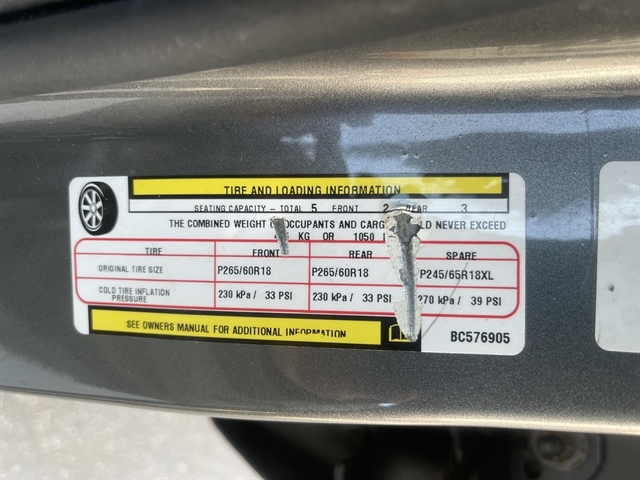 TIRE AND LOADING INFORMATION
SEATING CAPACITY - TOTAL 5 FRONT 2 REAR 3
THE COMBINED WEIGHT OCCUPANTS AND NEVER EXCEED
KG OR 1050
TIRE FRONT REAR SPARE
ORIGINAL TIRE SIZE P265/60R18 P265/60R18 P245/65R18XL
COLD TIRE INFLATION PRESSURE 230 kPa / 33 PSI 230 kPa / 33 PSI 270 kPa / 39 PSI
SEE OWNERS MANUAL FOR ADDITIONAL INFORMATION
BC576905